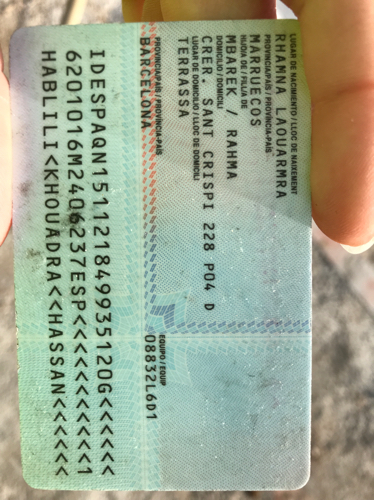 LUGAR DE NACIMIENTO / LLOC DE NAIXEMENT
RHAMNA LAOUARMRA
PROVINCIA/PAÍS / PROVÍNCIA-PAÍS
MARRUECOS
HIJO/A DE / FILL/A DE
MBAREK / RAHMA
DOMICILIO / DOMICILI
CRER. SANT CRISPI 228 P04 D
LUGAR DE DOMICILIO / LLOC DE DOMICILI
TERRASSA
PROVINCIA/PAÍS / PROVÍNCIA-PAÍS
BARCELONA
EQUIPO / EQUIP
08832L6D1
IDESPAQN151121849935120G<<<<<<
6201016M2406237ESP<<<<<<<<<<<1
HABLILI<KHOUADRA<<HASSAN<<<<<<